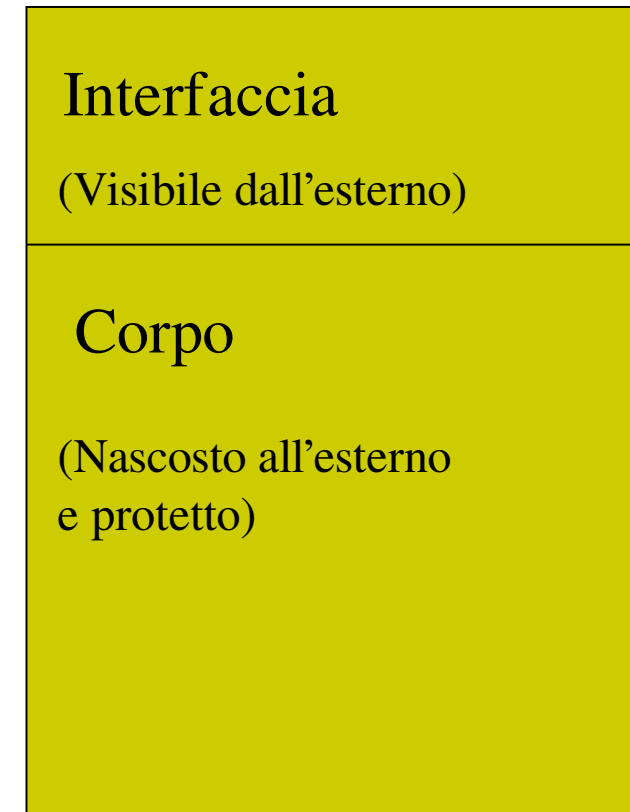 Interfaccia
(Visibile dall’esterno)
Corpo
(Nascosto all’esterno
e protetto)